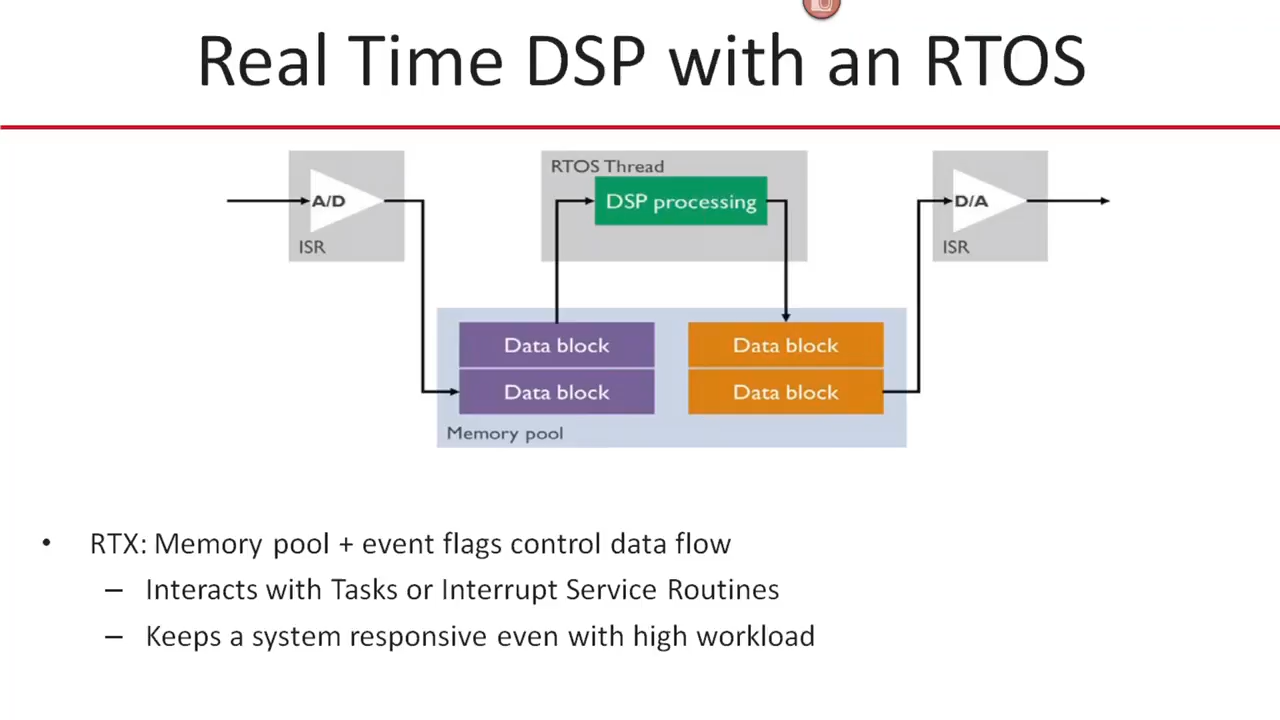 Real Time DSP with an RTOS
RTOS Thread
A/D
DSP processing
D/A
ISR
ISR
Data block
Data block
Data block
Data block
Memory pool
• RTX: Memory pool + event flags control data flow
– Interacts with Tasks or Interrupt Service Routines
– Keeps a system responsive even with high workload